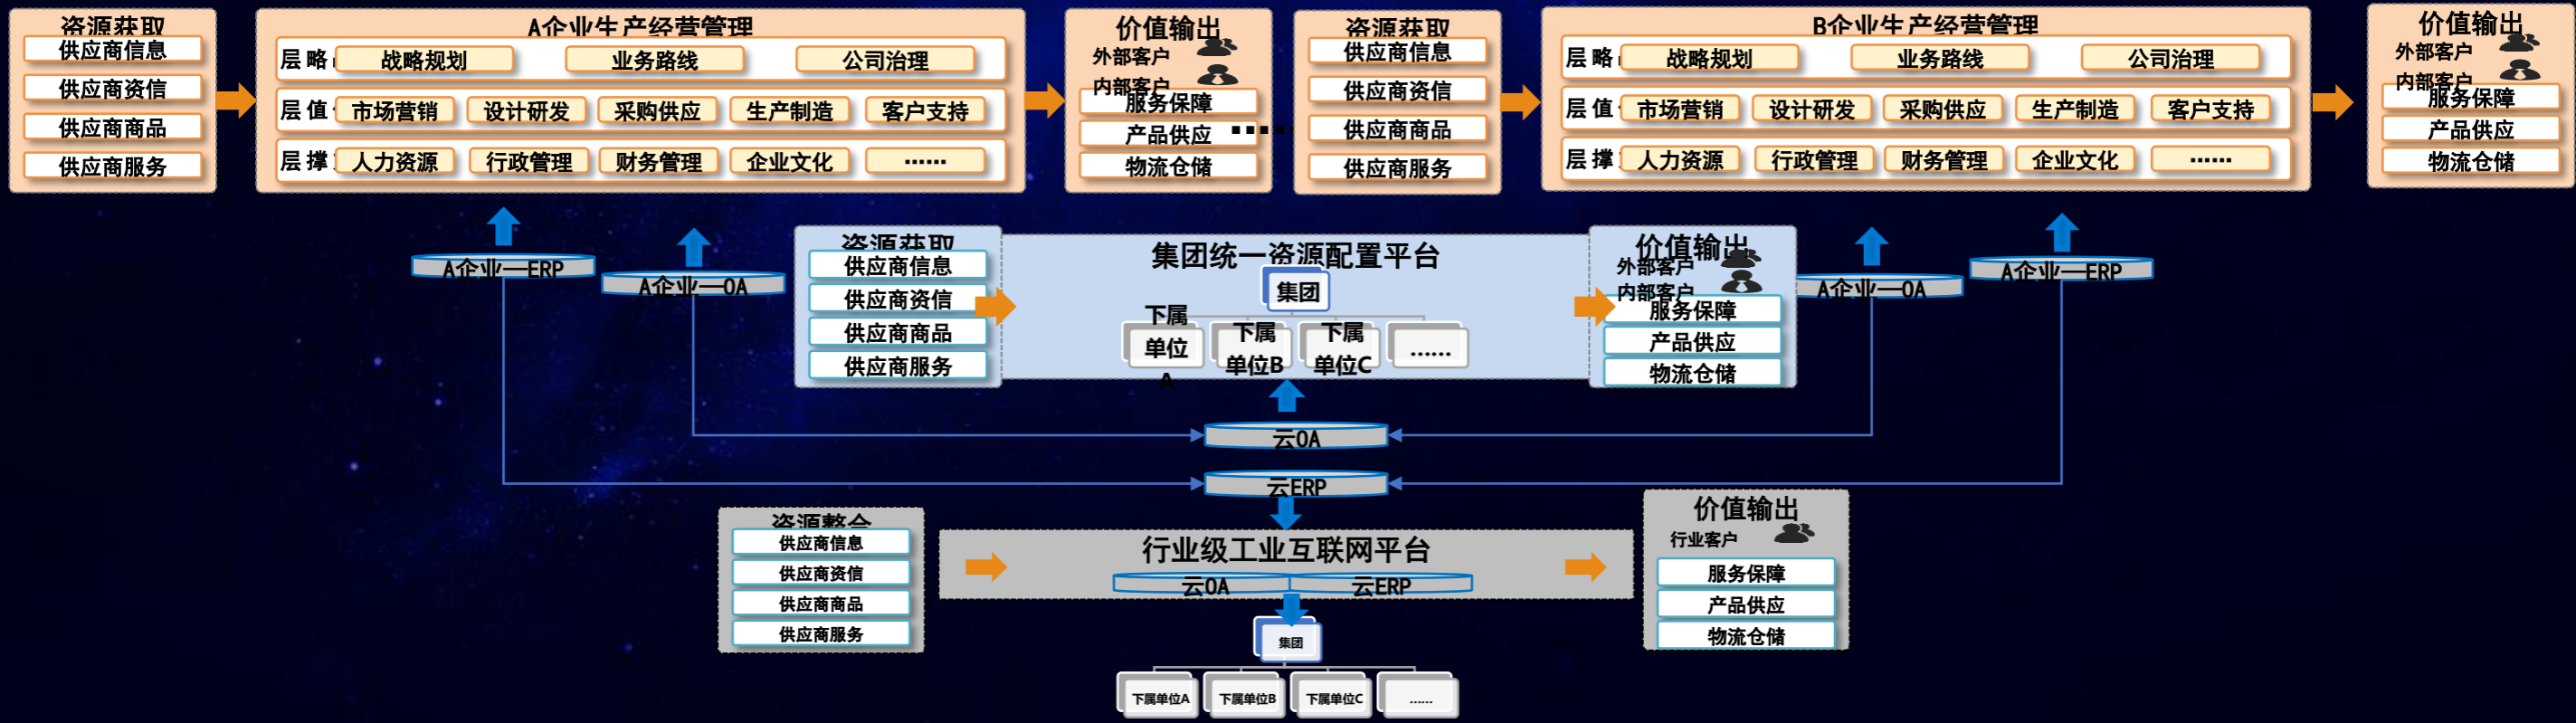 资源获取
供应商信息
供应商资信
供应商商品
供应商服务
A企业生产经营管理
层 略
战略规划
业务路线
公司治理
层 值
市场营销
设计研发
采购供应
生产制造
客户支持
层 撑
人力资源
行政管理
财务管理
企业文化
······
价值输出
外部客户
内部客户
服务保障
产品供应
物流仓储
······
资源获取
供应商信息
供应商资信
供应商商品
供应商服务
B企业生产经营管理
层 略
战略规划
业务路线
公司治理
层 值
市场营销
设计研发
采购供应
生产制造
客户支持
层 撑
人力资源
行政管理
财务管理
企业文化
······
价值输出
外部客户
内部客户
服务保障
产品供应
物流仓储
A企业—ERP
A企业—OA
资源获取
供应商信息
供应商资信
供应商商品
供应商服务
集团统一资源配置平台
集团
下属
单位
A
下属
单位B
下属
单位C
……
价值输出
外部客户
内部客户
服务保障
产品供应
物流仓储
A企业—OA
A企业—ERP
云OA
云ERP
资源整合
供应商信息
供应商资信
供应商商品
供应商服务
行业级工业互联网平台
云OA
云ERP
价值输出
行业客户
服务保障
产品供应
物流仓储
集团
下属单位A
下属单位B
下属单位C
……